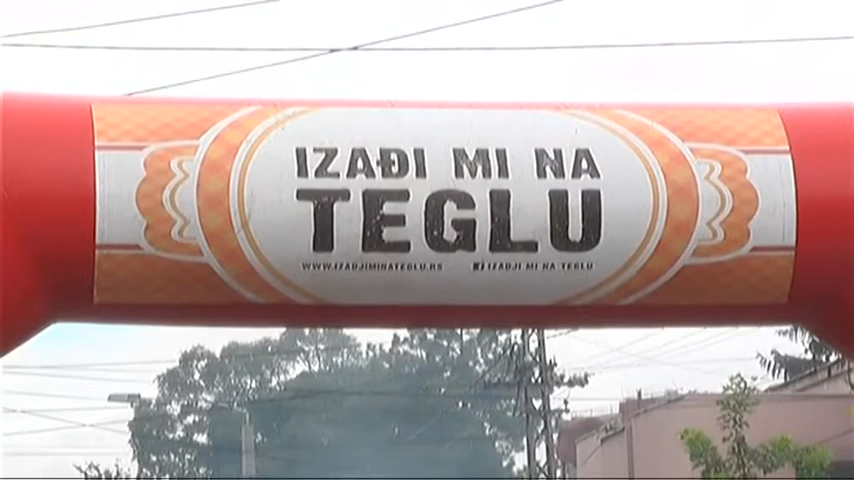 IZAĐI MI NA
TEGLU
WWW.IZADJIMINATEGLU.RS f IZADJI MI NA TEGLU